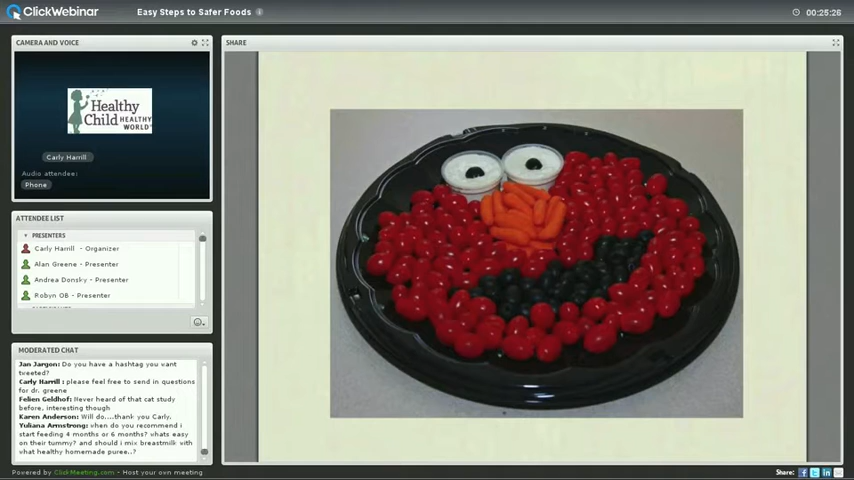 ClickWebinar
Easy Steps to Safer Foods
00:25:26
CAMERA AND VOICE
Healthy
Child HEALTHY
WORLD
Carly Harrill
Audio attendee:
Phone
ATTENDEE LIST
PRESENTERS
Carly Harrill - Organizer
Alan Greene - Presenter
Andrea Donsky - Presenter
Robyn OB - Presenter
MODERATED CHAT
Jan Jargon: Do you have a hashtag you want
tweeted?
Carly Harrill : please feel free to send in questions
for dr. greene
Felien Geldhof: Never heard of that cat study
before, interesting though
Karen Anderson: Will do....thank you Carly.
Yuliana Armstrong: when do you recommend i
start feeding 4 months or 6 months? whats easy
on their tummy? and should i mix breastmilk with
what healthy homemade puree..?
SHARE
Powered by ClickMeeting.com - Host your own meeting
Share: